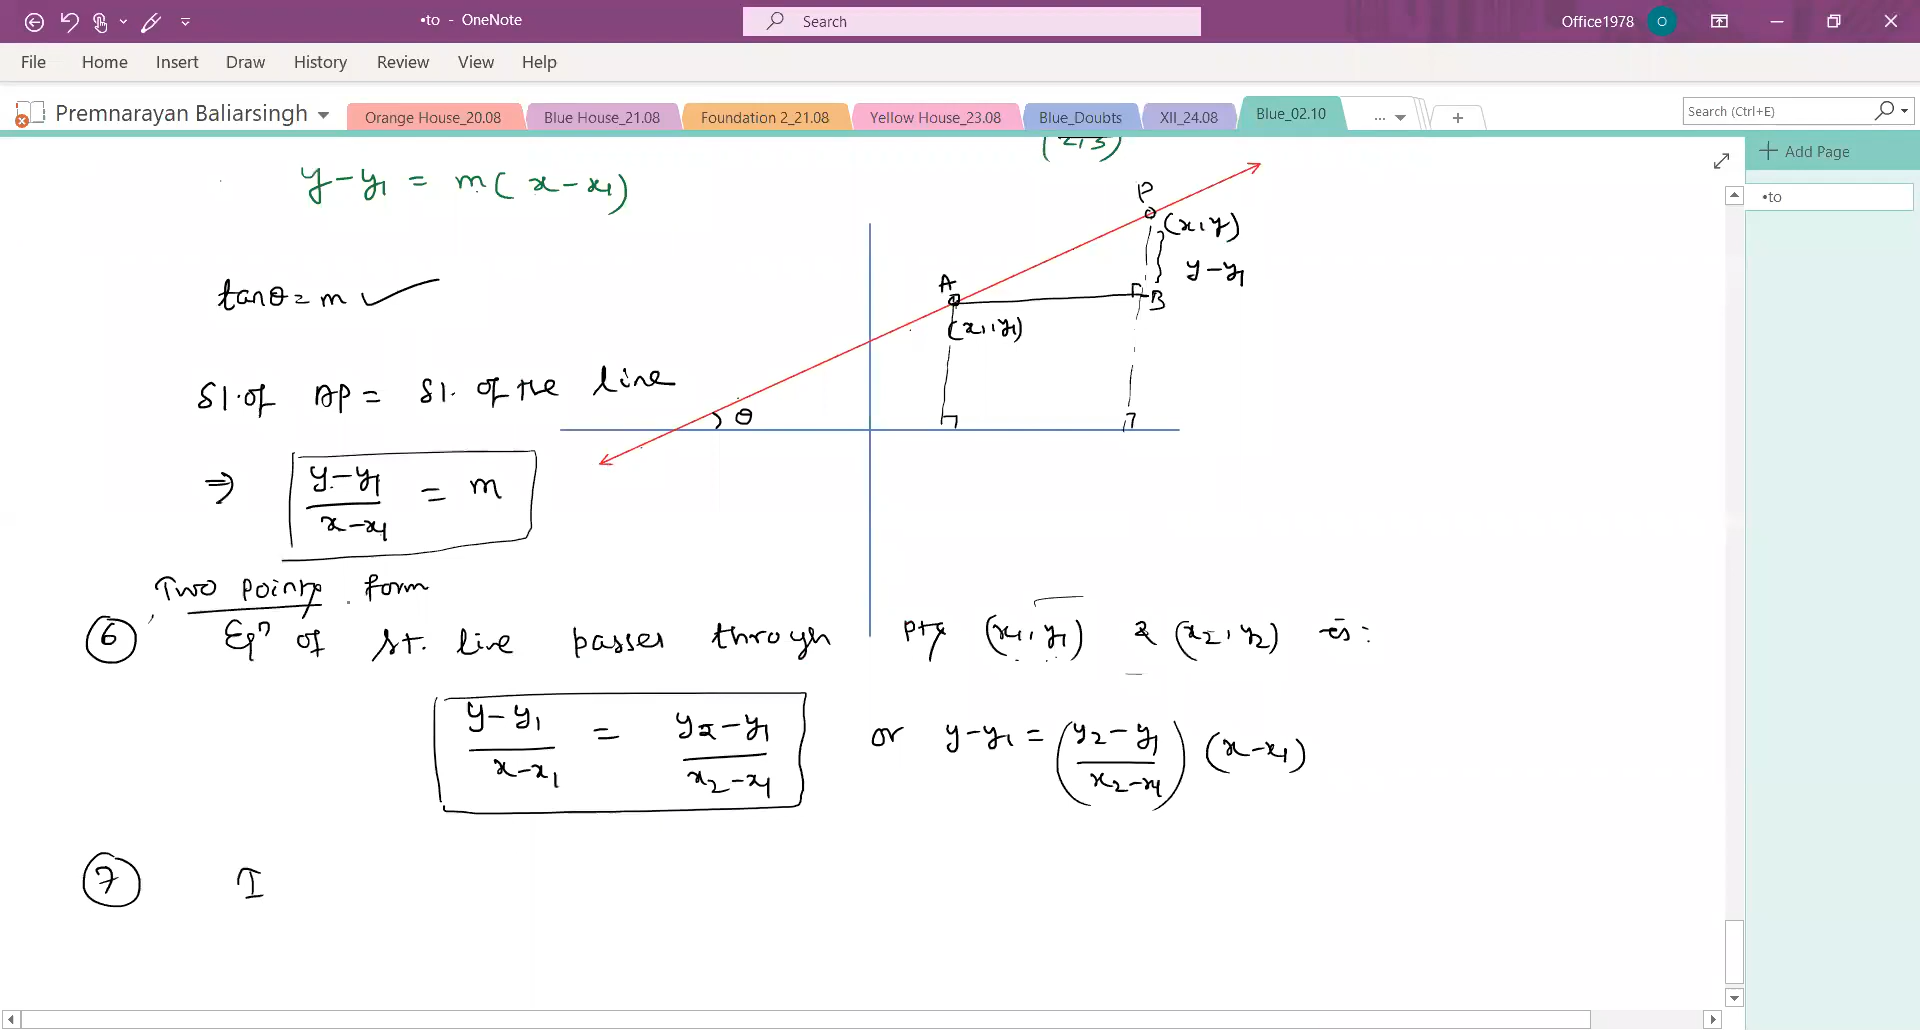 •to - OneNote
Search
Office1978
O
File Home Insert Draw History Review View Help
Premnarayan Baliarsingh
Orange House_20.08
Blue House_21.08
Foundation 2_21.08
Yellow House_23.08
Blue_Doubts
XII_24.08
Blue_02.10
...
+
Search (Ctrl+E)
+ Add Page
•to
(2,3)
y-y₁ = m(x-x₁)
P
(x,y)
y-y₁
A
B
(x₁,y₁)
θ
tanθ = m ✓
Sl. of AP = Sl. of the line
⇒ (y-y₁)/(x-x₁) = m
Two points form
⑥ Eqⁿ of st. line passes through pts (x₁,y₁) & (x₂,y₂) is:
(y-y₁)/(x-x₁) = (y₂-y₁)/(x₂-x₁) or y-y₁ = ((y₂-y₁)/(x₂-x₁)) (x-x₁)
⑦ I